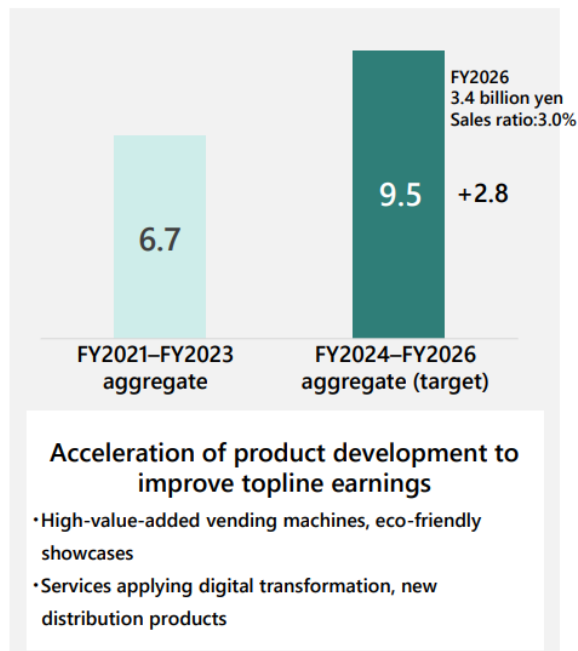 FY2026
3.4 billion yen
Sales ratio:3.0%
9.5
+2.8
6.7
FY2021–FY2023
aggregate
FY2024–FY2026
aggregate (target)
Acceleration of product development to
improve topline earnings
・High-value-added vending machines, eco-friendly
showcases
・Services applying digital transformation, new
distribution products